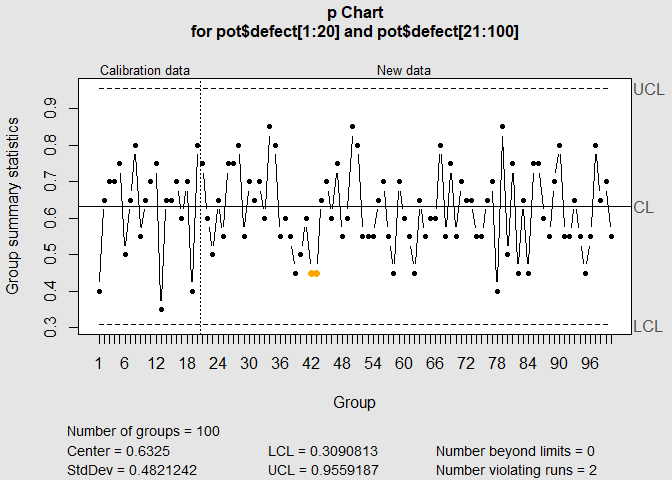 p Chart
for pot$defect[1:20] and pot$defect[21:100]
Calibration data
New data
Group summary statistics
0.3 0.4 0.5 0.6 0.7 0.8 0.9
UCL
CL
LCL
1 6 12 18 24 30 36 42 48 54 60 66 72 78 84 90 96
Group
Number of groups = 100
Center = 0.6325 LCL = 0.3090813 Number beyond limits = 0
StdDev = 0.4821242 UCL = 0.9559187 Number violating runs = 2